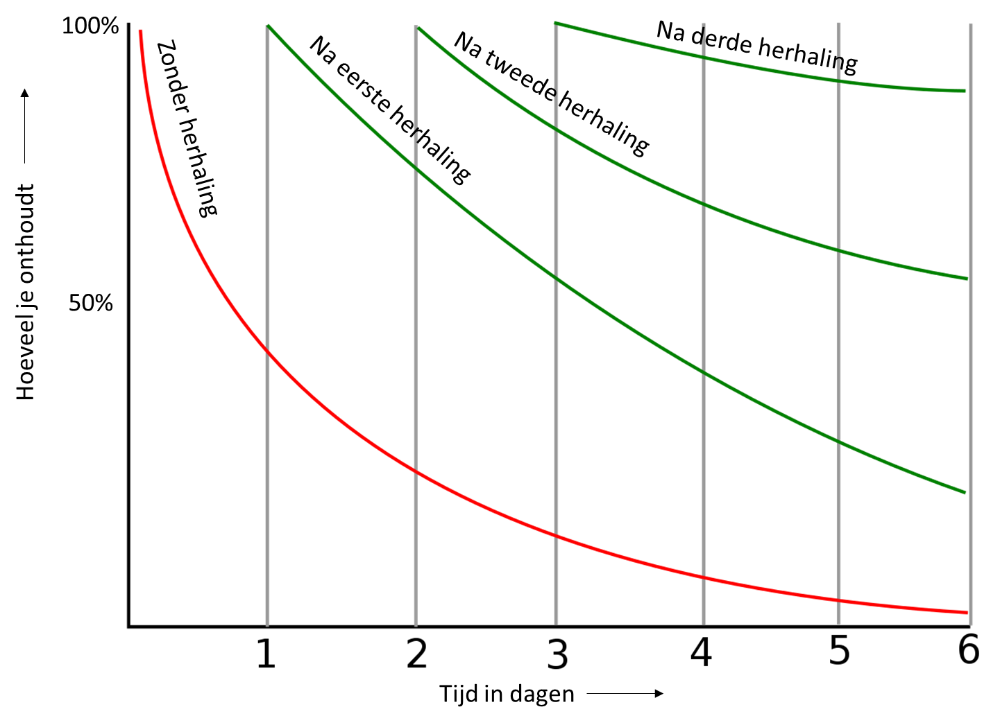 100%
Zonder herhaling
Na eerste herhaling
Na tweede herhaling
Na derde herhaling
Hoeveel je onthoudt
50%
1
2
3
4
5
6
Tijd in dagen